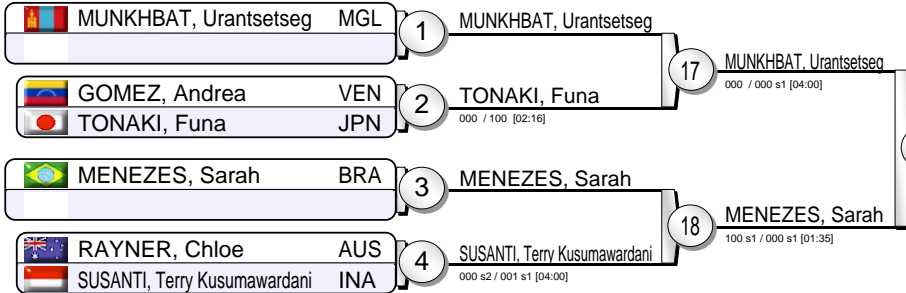 MUNKHBAT, Urantsetseg MGL
1
MUNKHBAT, Urantsetseg
GOMEZ, Andrea VEN
TONAKI, Funa JPN
2
TONAKI, Funa
000 / 100 [02:16]
17
MUNKHBAT, Urantsetseg
000 / 000 s1 [04:00]
MENEZES, Sarah BRA
3
MENEZES, Sarah
RAYNER, Chloe AUS
SUSANTI, Terry Kusumawardani INA
4
SUSANTI, Terry Kusumawardani
000 s2 / 001 s1 [04:00]
18
MENEZES, Sarah
100 s1 / 000 s1 [01:35]